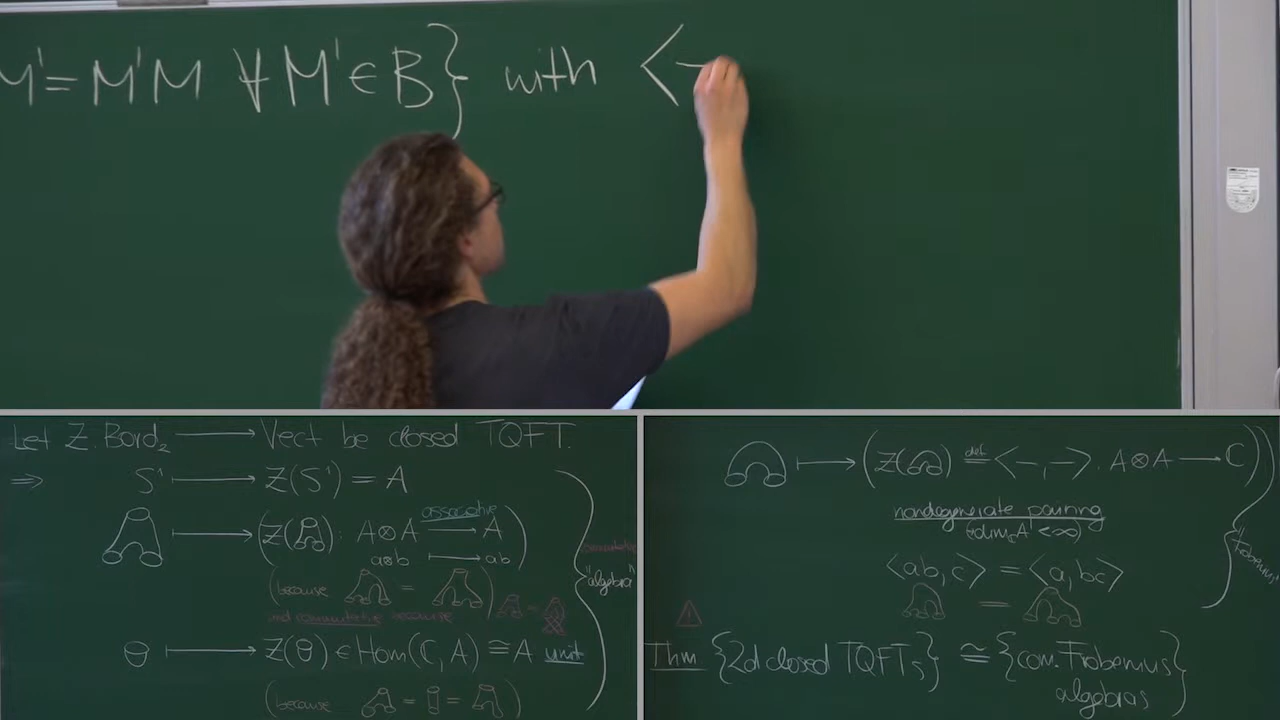 M'=M'M ∀M'∈B} with <-
Let Z: Bord₂ ⟶ Vect be closed TQFT.
⇒ S¹ ⟼ Z(S¹) = A
⟼ (Z( ): A⊗A ⟶ A)
associative
a⊗b ⟼ ab
(because = )
and commutative because =
commutative
"algebra"
⟼ Z( ) ∈ Hom(ℂ, A) ≅ A unit
(because = = )
⟼ (Z( ) ≝ <-,->: A⊗A ⟶ ℂ)
nondegenerate pairing
(dim_ℂ A < ∞)
<ab,c> = <a,bc>
=
"Frobenius"
Thm {2d closed TQFTs} ≅ {com. Frobenius
algebras}